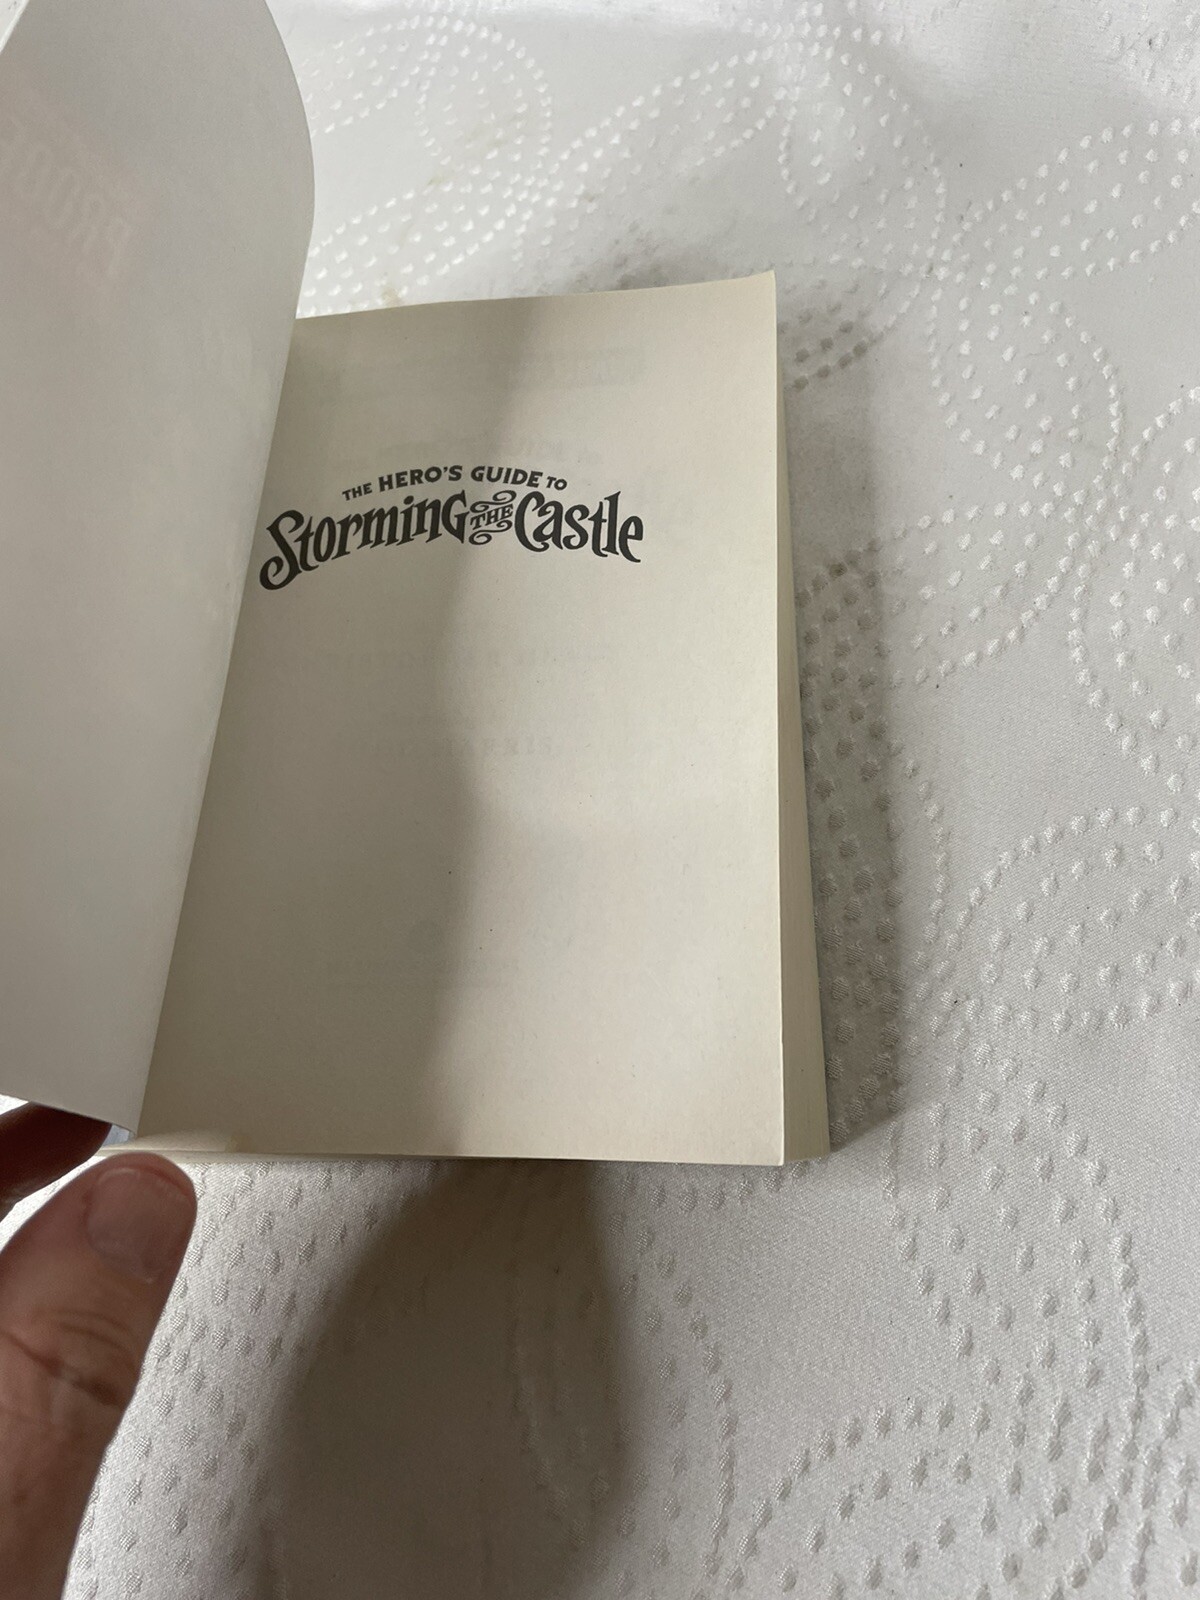 THE HERO'S GUIDE TO
Storming THE Castle